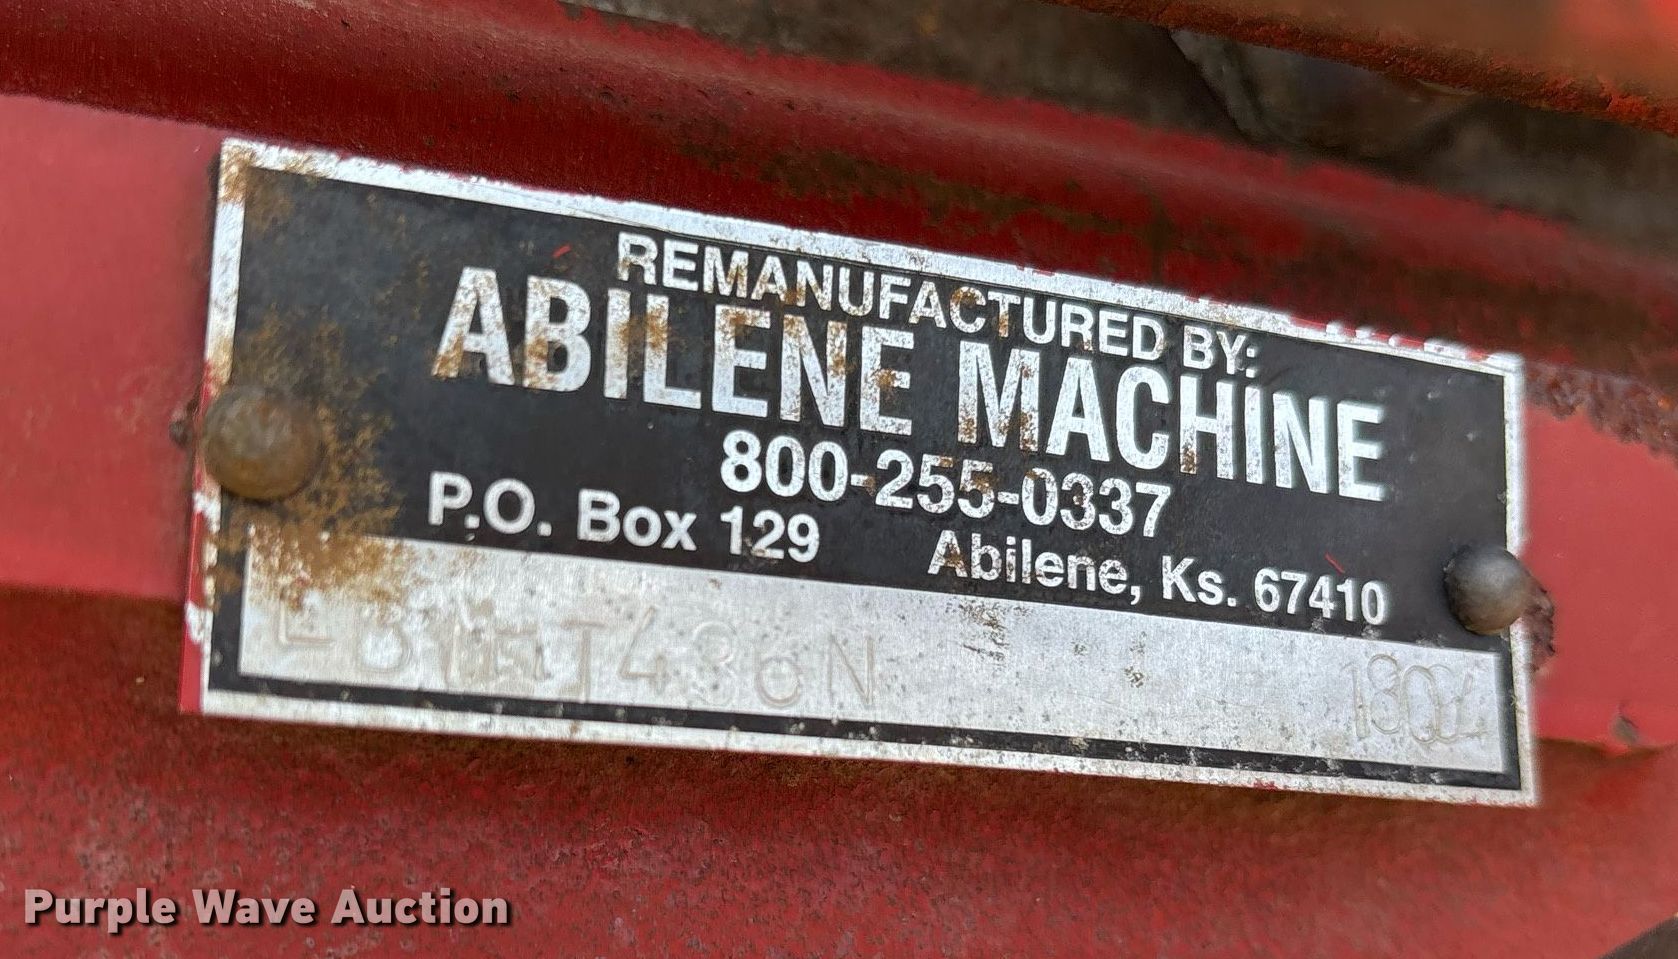 REMANUFACTURED BY:
ABILENE MACHINE
800-255-0337
P.O. Box 129 Abilene, Ks. 67410
Purple Wave Auction